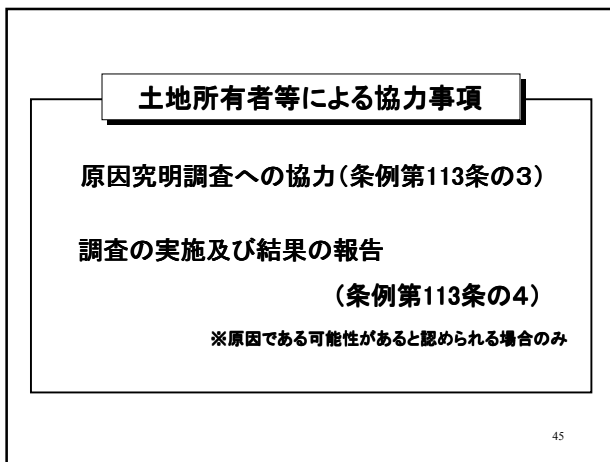 土地所有者等による協力事項
原因究明調査への協力(条例第113条の3)
調査の実施及び結果の報告
(条例第113条の4)
※原因である可能性があると認められる場合のみ
45